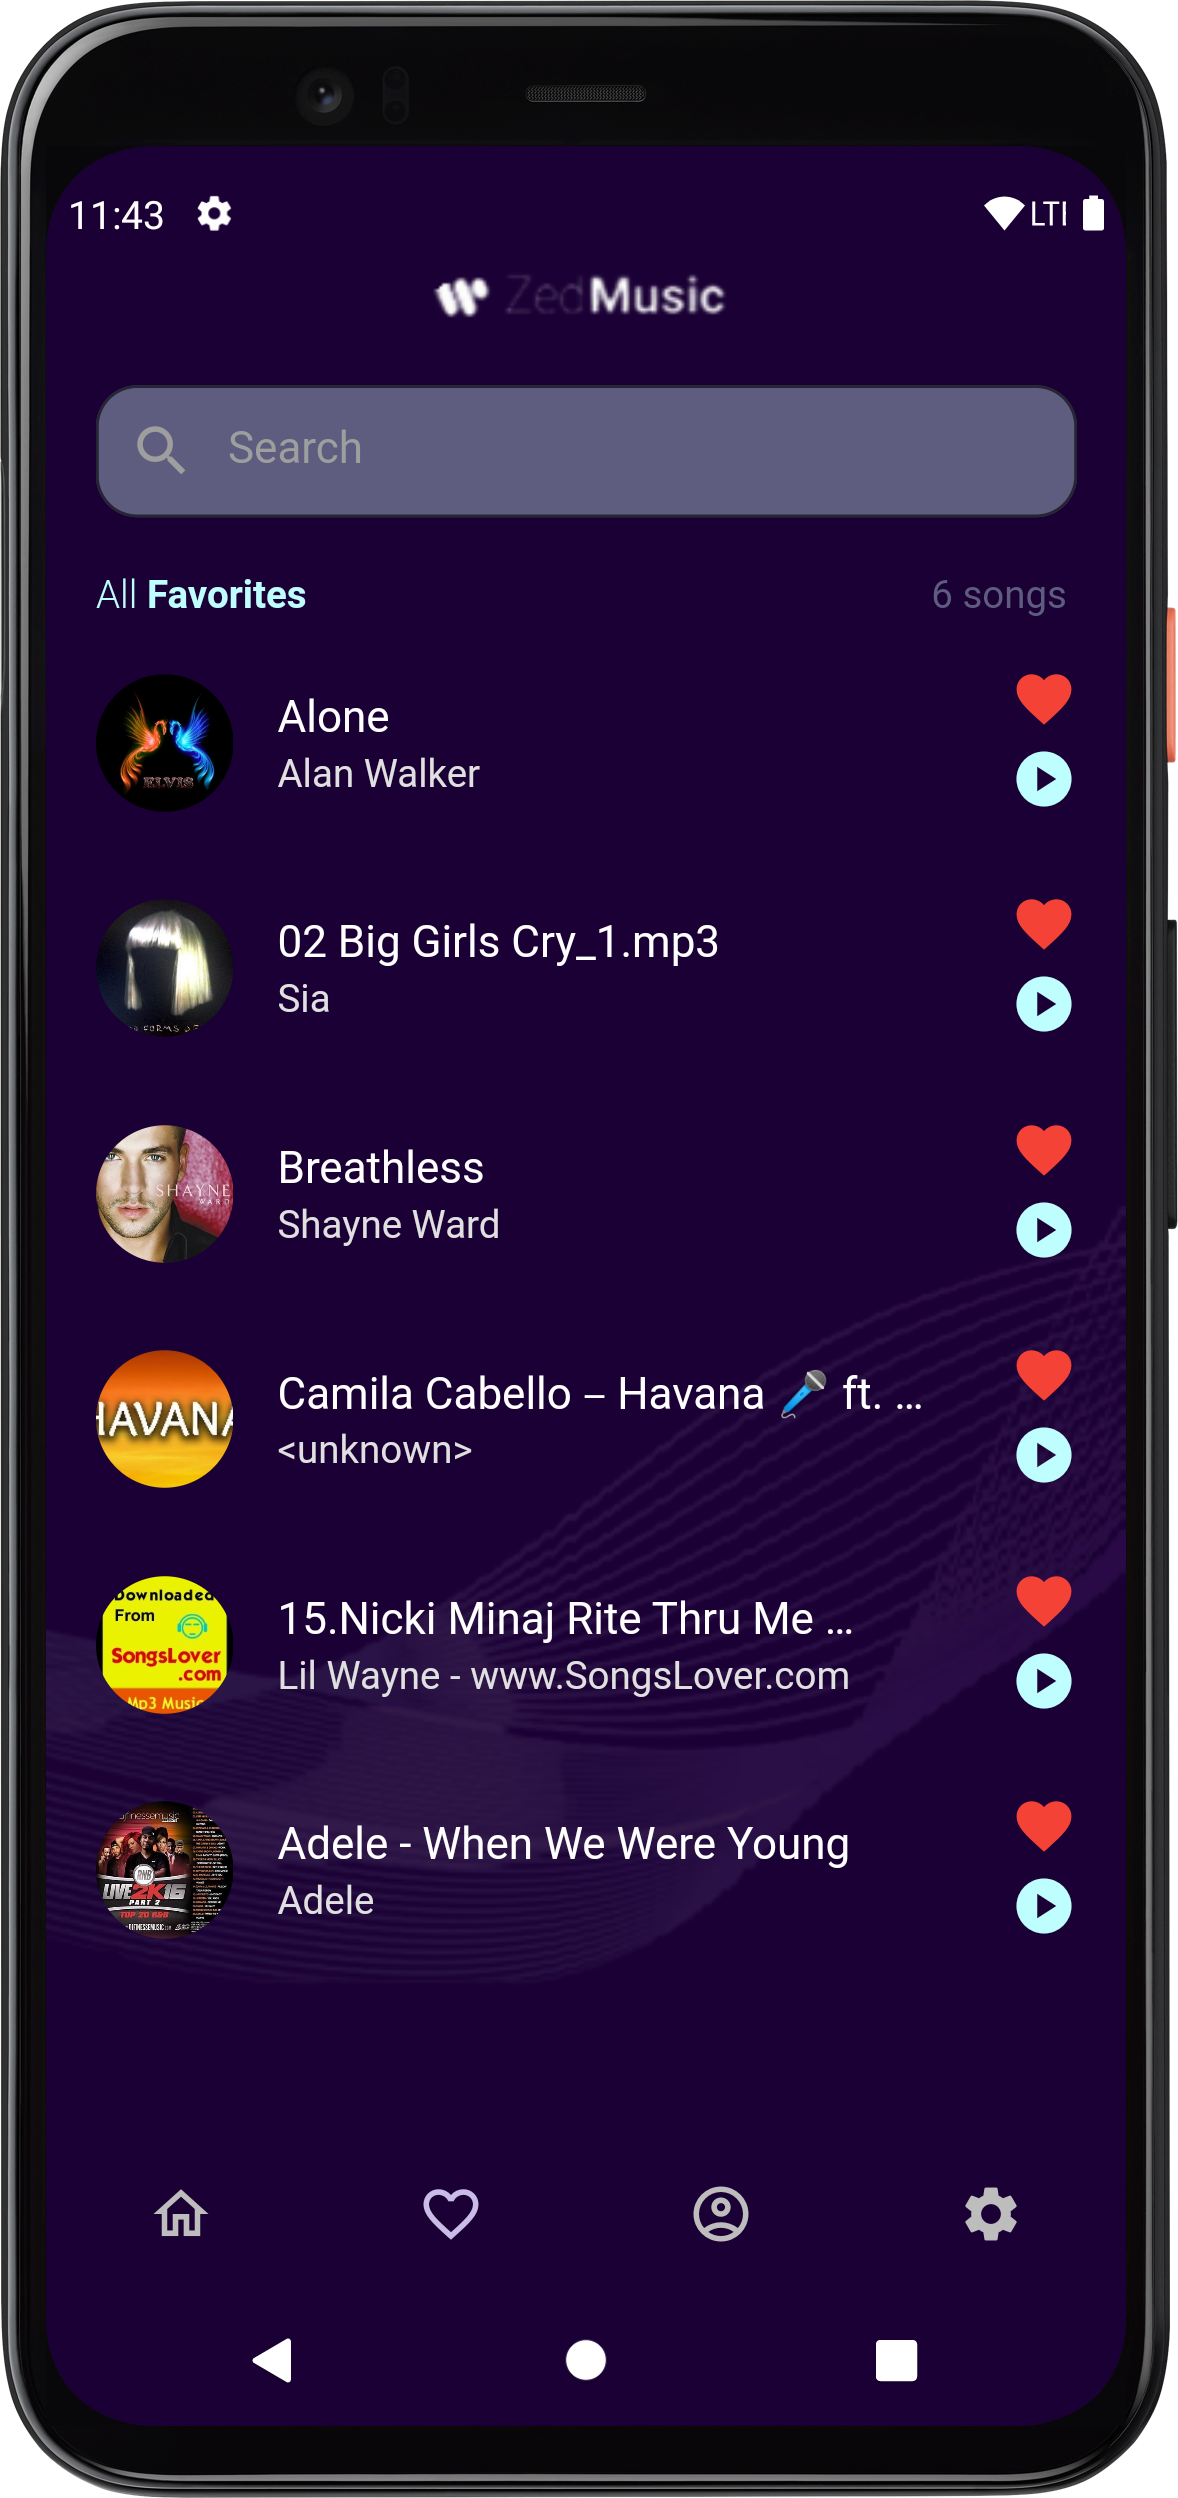 11:43 LTE
ZedMusic
Search
All Favorites 6 songs
ELVIS
Alone
Alan Walker
02 Big Girls Cry_1.mp3
Sia
FORMS OF
SHAYNE
WARD
Breathless
Shayne Ward
HAVANA
Camila Cabello – Havana 🎤 ft. ...
<unknown>
Downloaded
From
SongsLover
.com
Mp3 Music
15.Nicki Minaj Rite Thru Me ...
Lil Wayne - www.SongsLover.com
LIVE 2K16
PART 2
TOP 20 R&B
Adele - When We Were Young
Adele